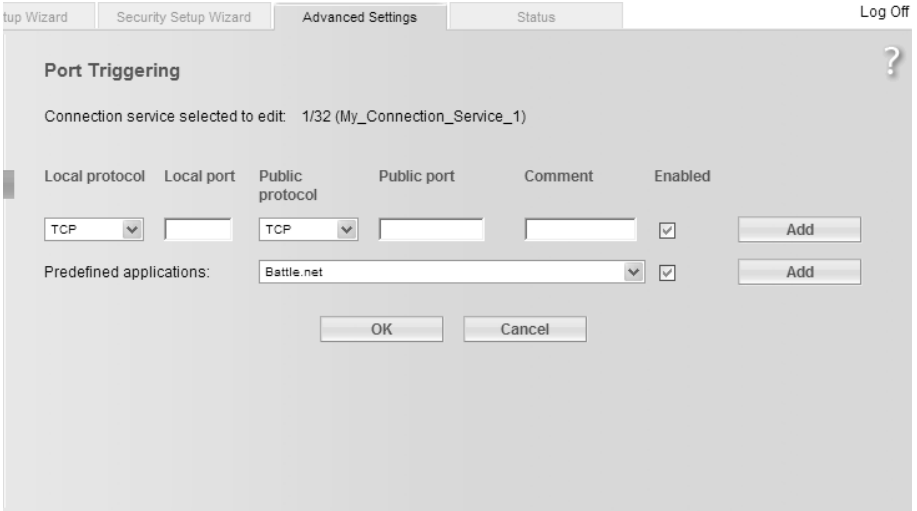 tup Wizard Security Setup Wizard Advanced Settings Status Log Off
Port Triggering
?
Connection service selected to edit: 1/32 (My_Connection_Service_1)
Local protocol Local port Public protocol Public port Comment Enabled
TCP TCP Add
Predefined applications: Battle.net Add
OK Cancel